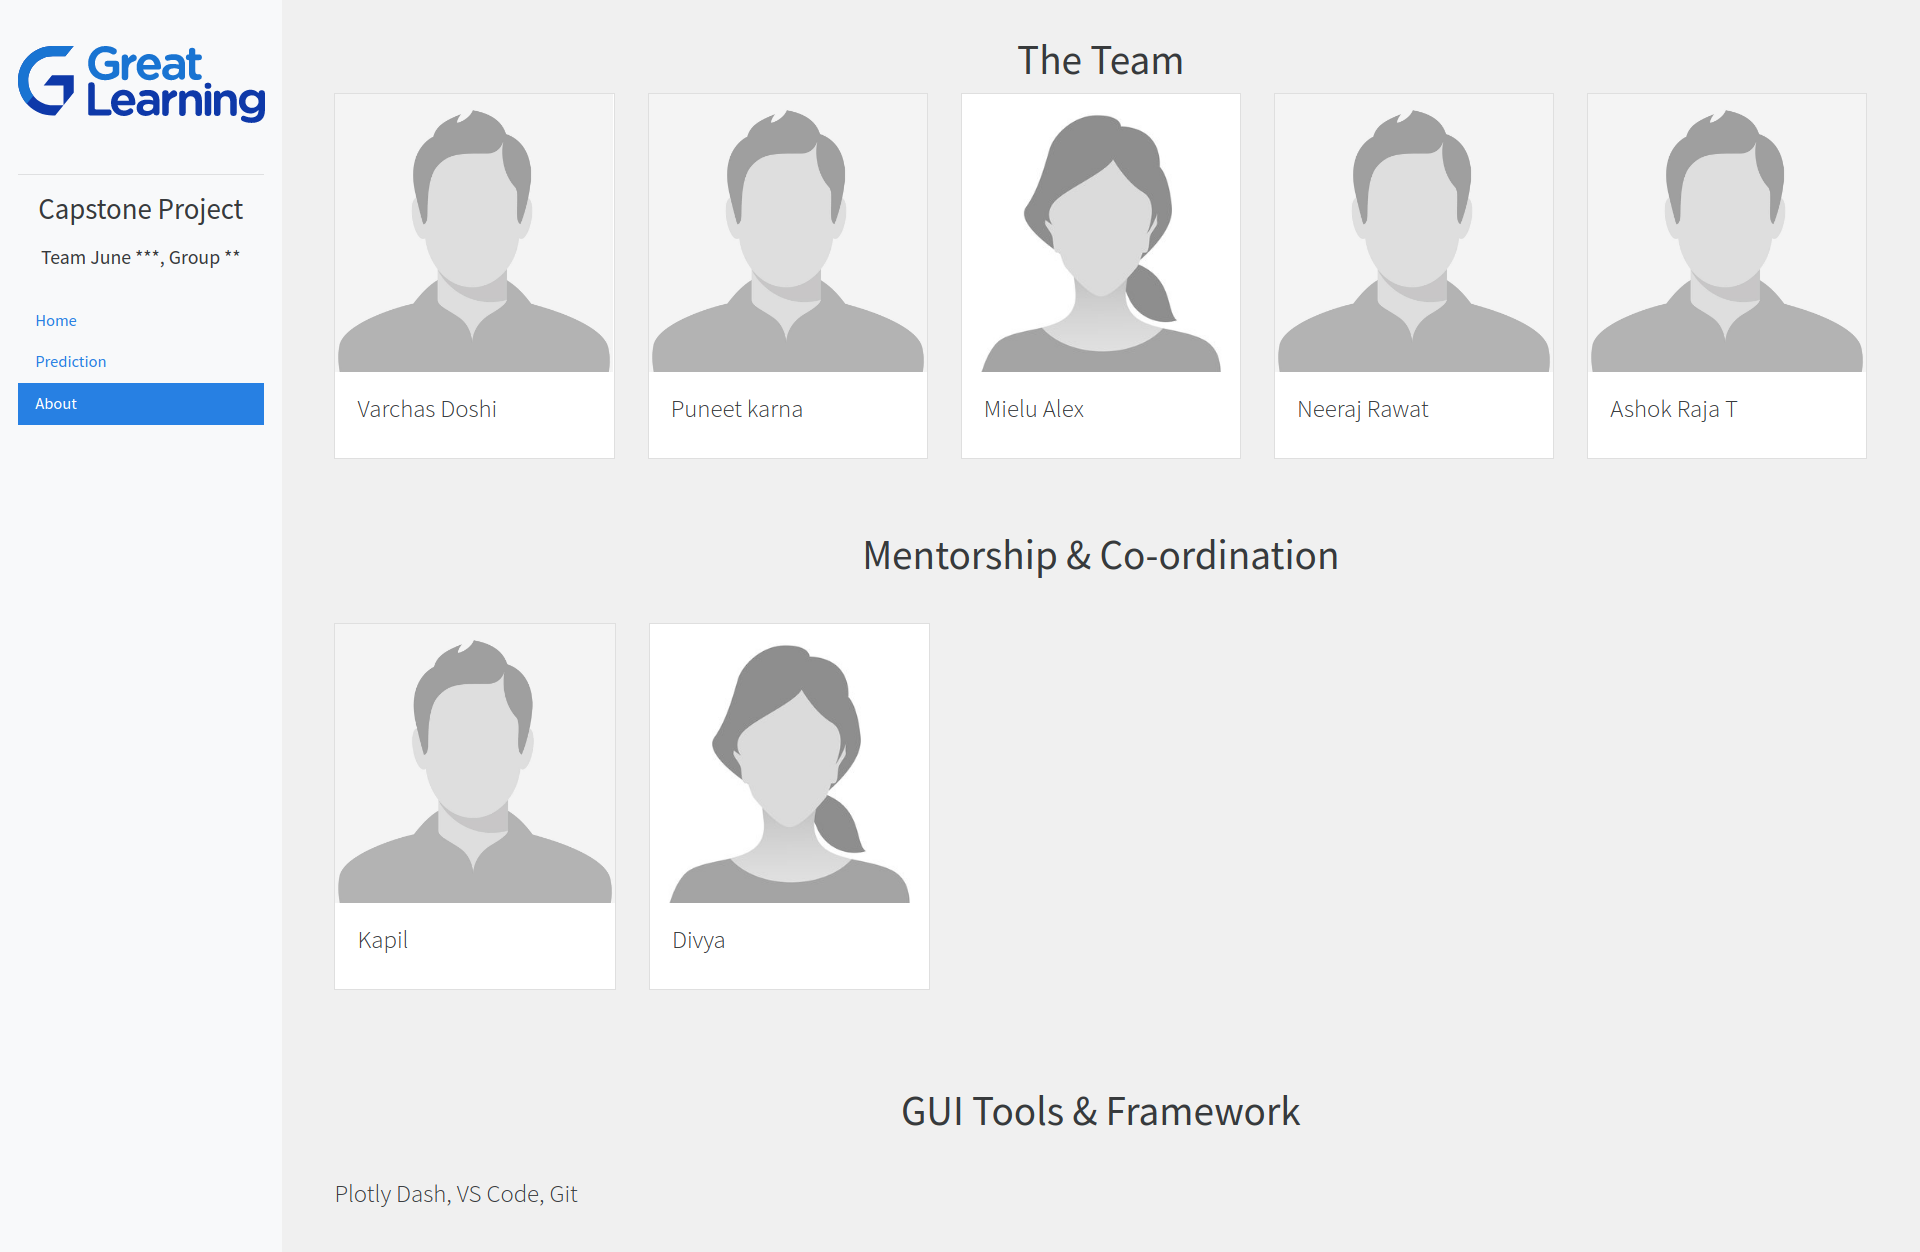 Great
Learning
Capstone Project
Team June ***, Group **
Home
Prediction
About
The Team
Varchas Doshi
Puneet karna
Mielu Alex
Neeraj Rawat
Ashok Raja T
Mentorship & Co-ordination
Kapil
Divya
GUI Tools & Framework
Plotly Dash, VS Code, Git